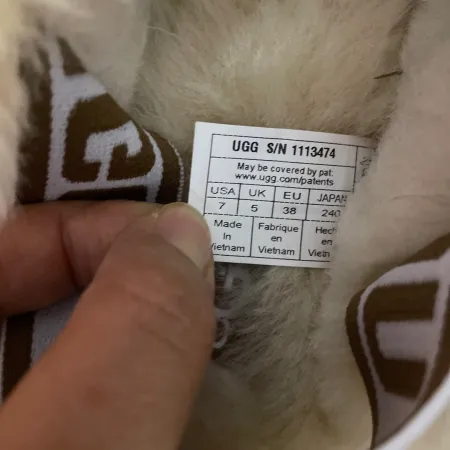 UGG S/N 1113474
May be covered by pat.
www.ugg.com/patents
USA UK EU JAPAN
7 5 38 240
Made Fabrique
In en en
Vietnam Vietnam
G